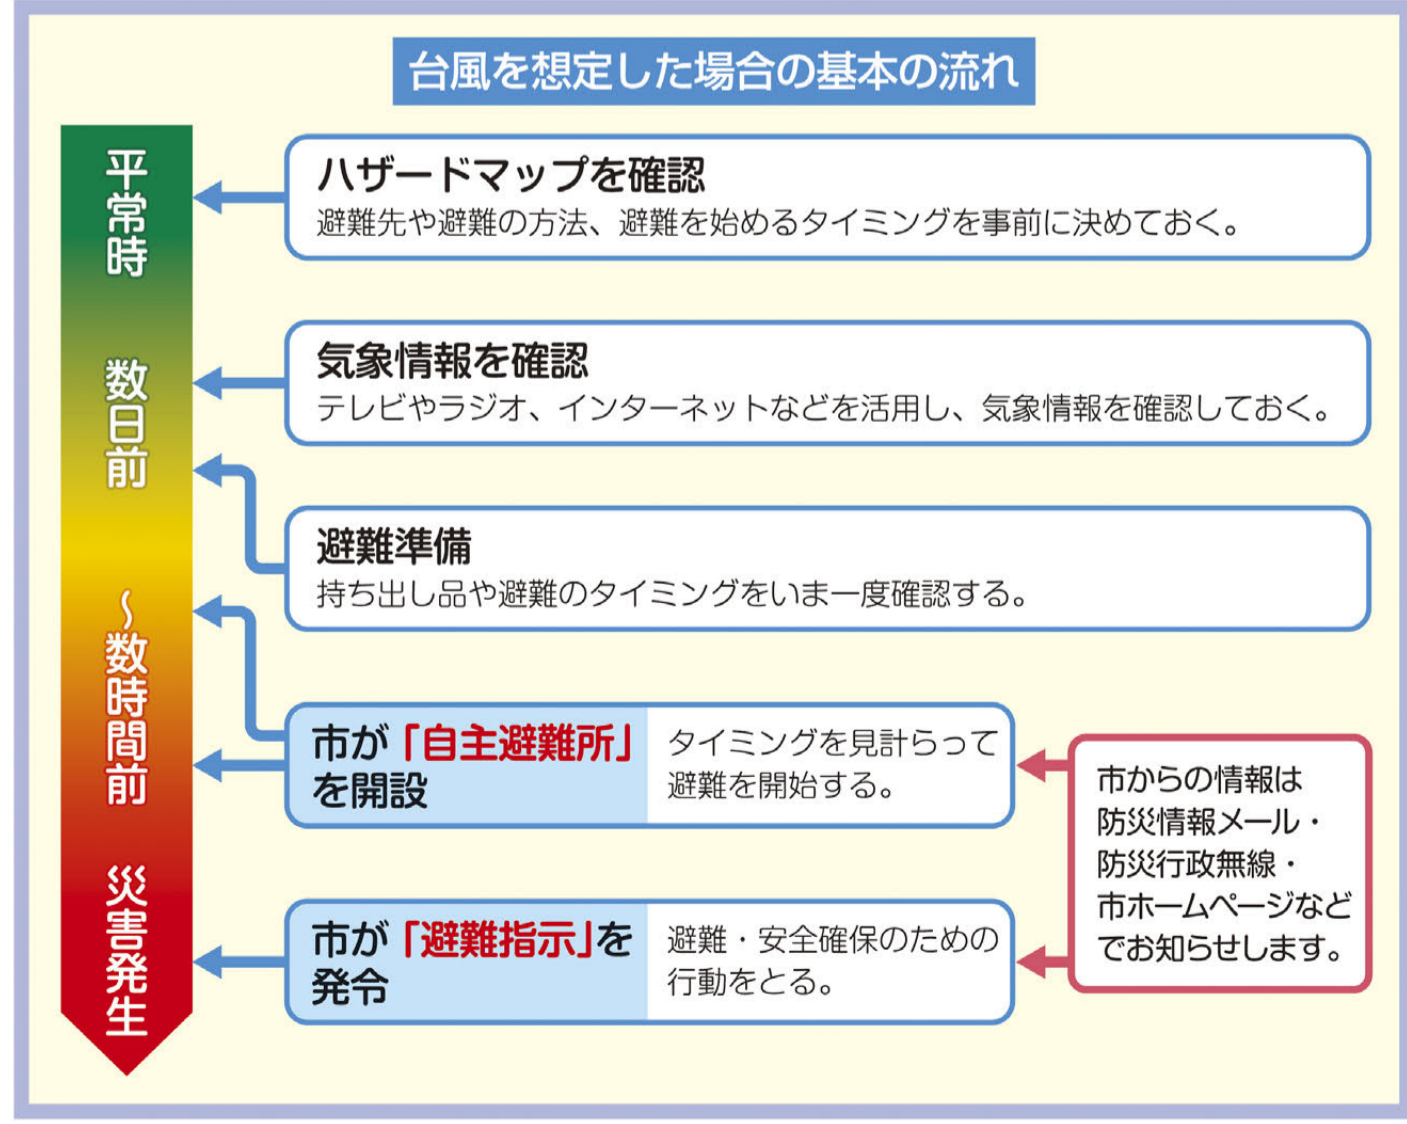 台風を想定した場合の基本の流れ
平常時
ハザードマップを確認
避難先や避難の方法、避難を始めるタイミングを事前に決めておく。
数日前
気象情報を確認
テレビやラジオ、インターネットなどを活用し、気象情報を確認しておく。
避難準備
持ち出し品や避難のタイミングをいま一度確認する。
～数時間前
市が「自主避難所」
を開設
タイミングを見計らって
避難を開始する。
災害発生
市が「避難指示」を
発令
避難・安全確保のための
行動をとる。
市からの情報は
防災情報メール・
防災行政無線・
市ホームページなど
でお知らせします。